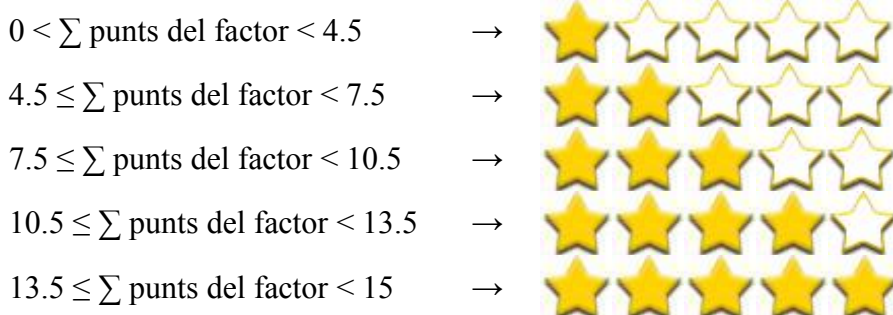 0 < ∑ punts del factor < 4.5 →
4.5 ≤ ∑ punts del factor < 7.5 →
7.5 ≤ ∑ punts del factor < 10.5 →
10.5 ≤ ∑ punts del factor < 13.5 →
13.5 ≤ ∑ punts del factor < 15 →